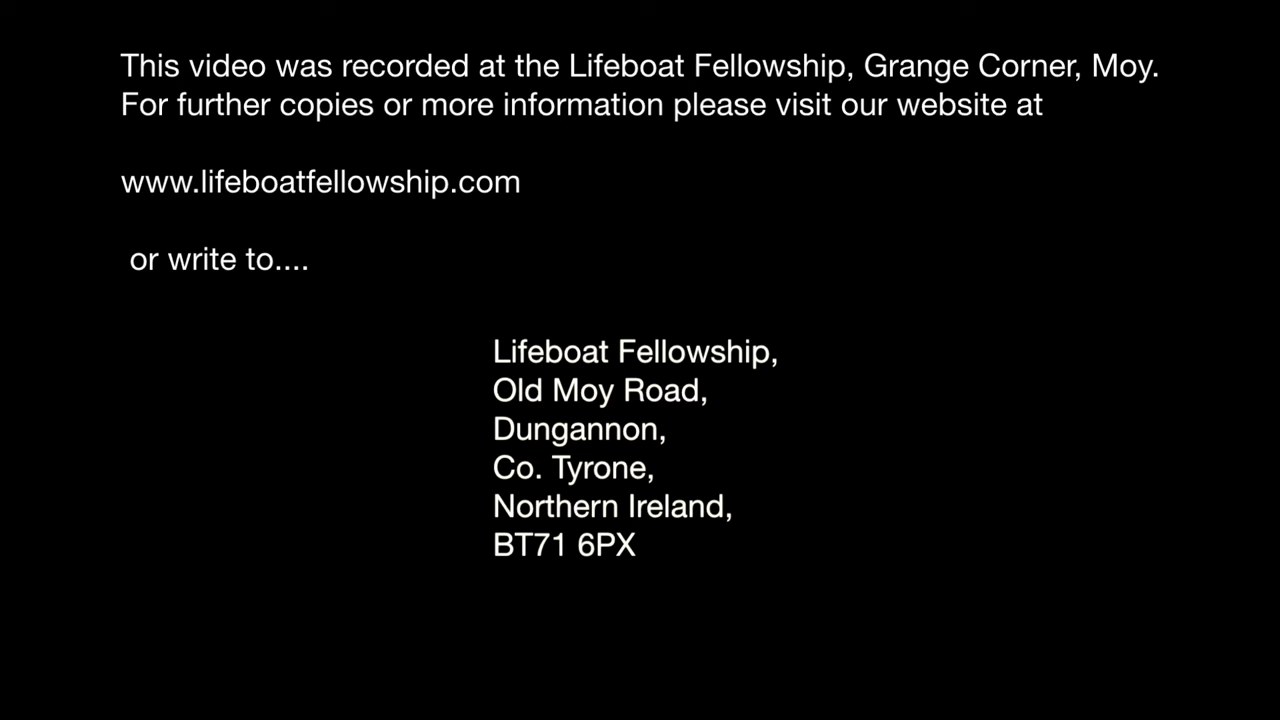 This video was recorded at the Lifeboat Fellowship, Grange Corner, Moy.
For further copies or more information please visit our website at
www.lifeboatfellowship.com
or write to....
Lifeboat Fellowship,
Old Moy Road,
Dungannon,
Co. Tyrone,
Northern Ireland,
BT71 6PX